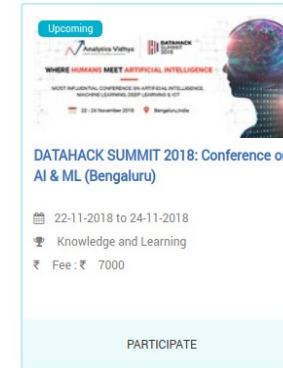 Upcoming
Analytics Vidhya
DATAHACK
SUMMIT
2018
WHERE HUMANS MEET ARTIFICIAL INTELLIGENCE
MOST INFLUENTIAL CONFERENCE ON ARTIFICIAL INTELLIGENCE,
MACHINE LEARNING, DEEP LEARNING & IOT
22 - 24 November 2018
Bengaluru, India
DATAHACK SUMMIT 2018: Conference on
AI & ML (Bengaluru)
22-11-2018 to 24-11-2018
Knowledge and Learning
₹ Fee : ₹ 7000
PARTICIPATE